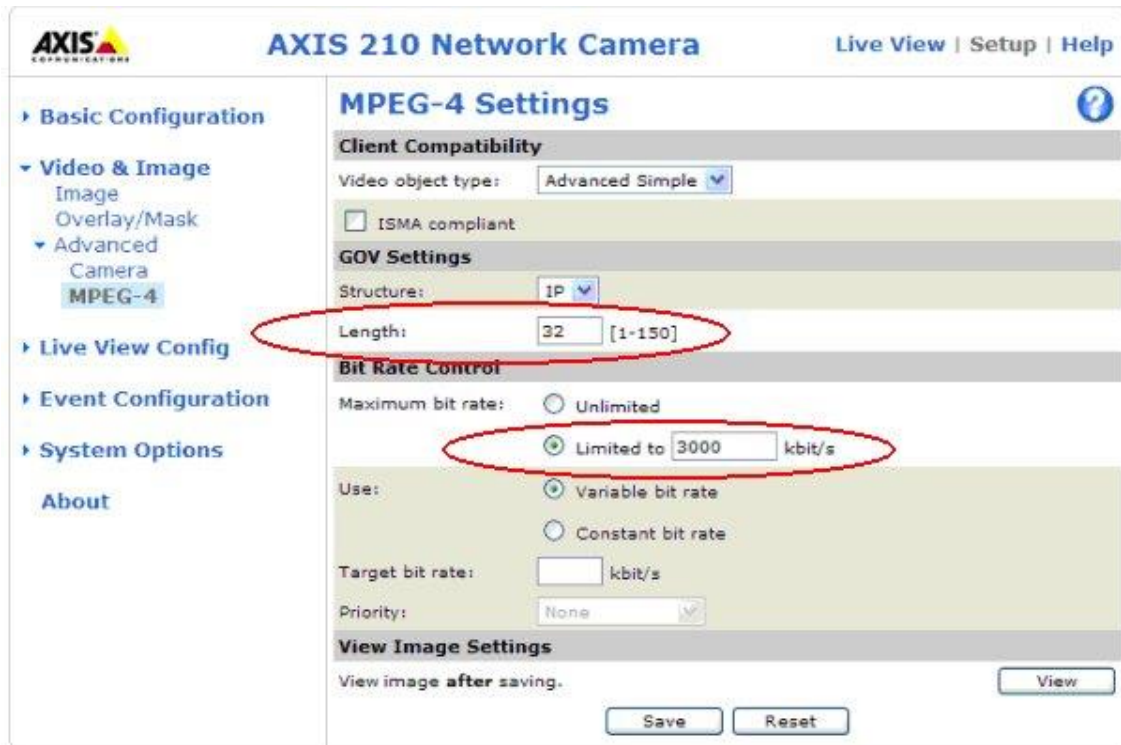 AXIS
COMMUNICATIONS
AXIS 210 Network Camera
Live View | Setup | Help
Basic Configuration
Video & Image
Image
Overlay/Mask
Advanced
Camera
MPEG-4
Live View Config
Event Configuration
System Options
About
MPEG-4 Settings
?
Client Compatibility
Video object type: Advanced Simple
ISMA compliant
GOV Settings
Structure: IP
Length: 32 [1-150]
Bit Rate Control
Maximum bit rate: Unlimited
Limited to 3000 kbit/s
Use: Variable bit rate
Constant bit rate
Target bit rate: kbit/s
Priority: None
View Image Settings
View image after saving. View
Save Reset